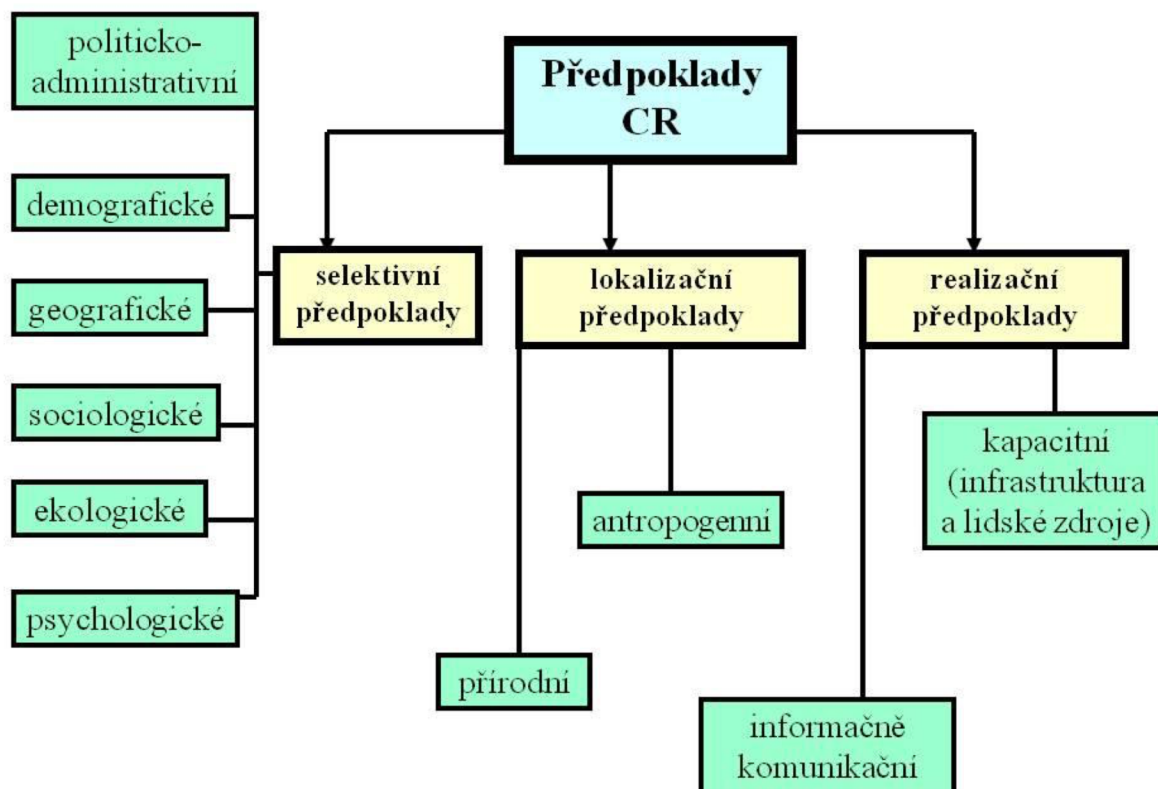 Předpoklady
CR
selektivní
předpoklady
politicko-
administrativní
demografické
geografické
sociologické
ekologické
psychologické
lokalizační
předpoklady
antropogenní
přírodní
realizační
předpoklady
kapacitní
(infrastruktura
a lidské zdroje)
informačně
komunikační